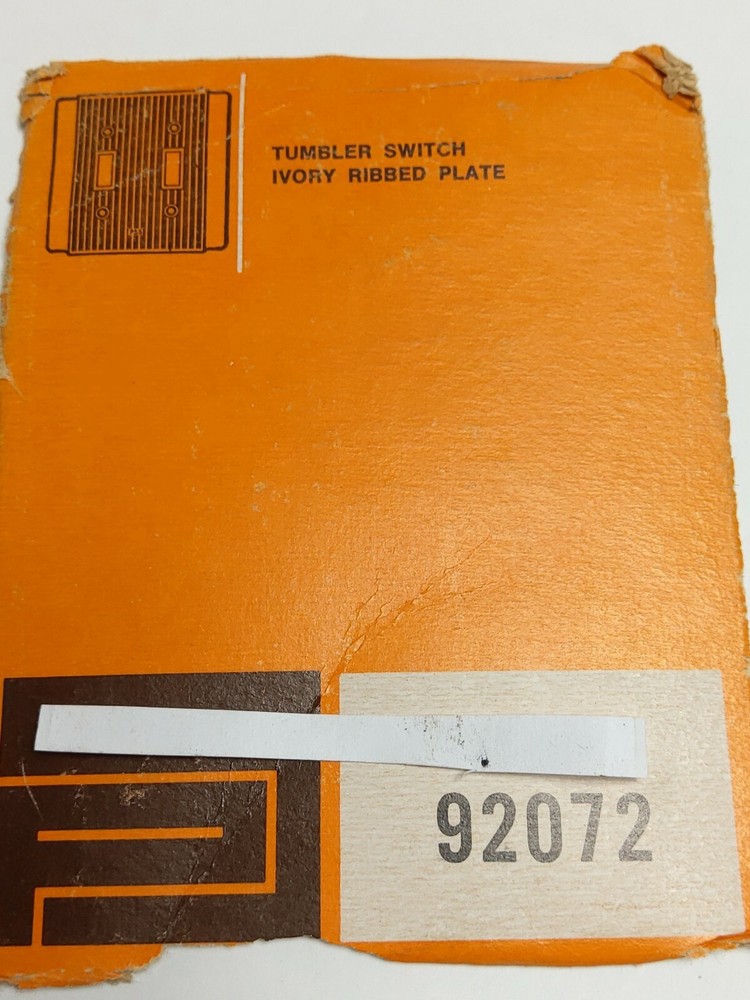 TUMBLER SWITCH
IVORY RIBBED PLATE
92072